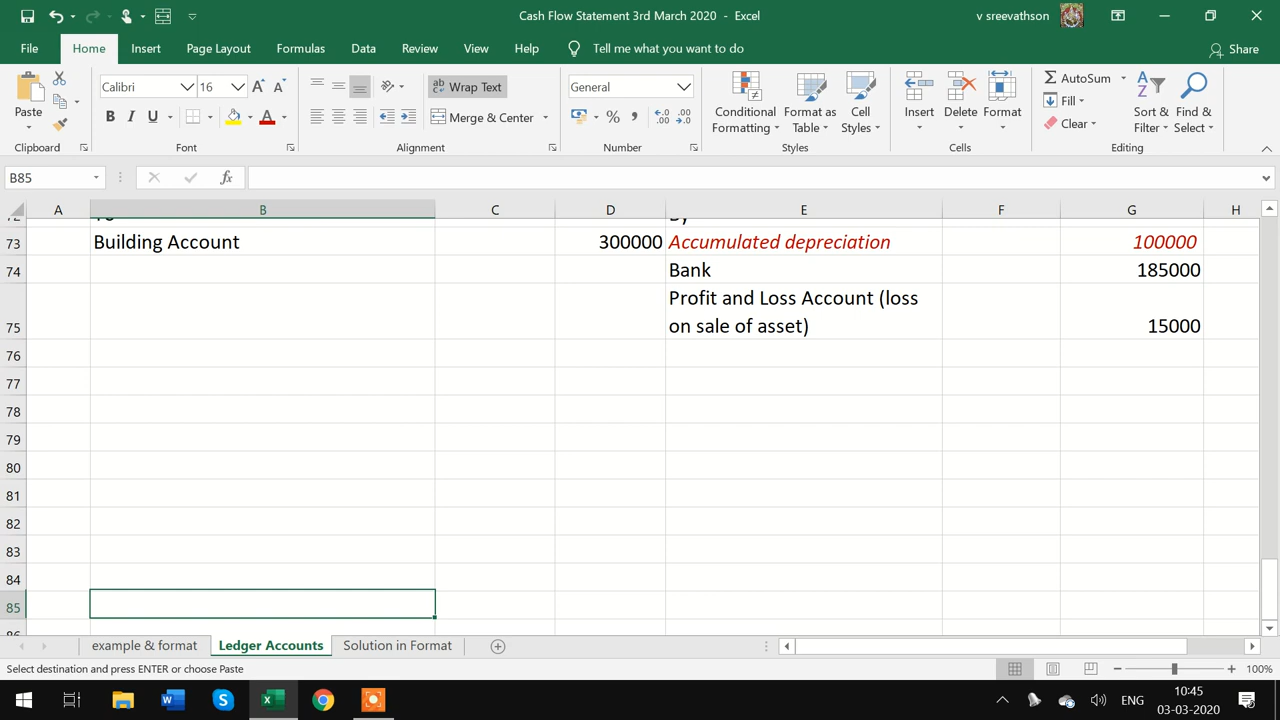 Cash Flow Statement 3rd March 2020 - Excel
v sreevathson
File
Home
Insert
Page Layout
Formulas
Data
Review
View
Help
Tell me what you want to do
Share
Paste
Clipboard
Calibri
16
B I U
A
Font
ab Wrap Text
Merge & Center
Alignment
General
% ,
Number
Conditional
Formatting
Format as
Table
Cell
Styles
Styles
Insert
Delete
Format
Cells
AutoSum
Fill
Clear
Sort &
Filter
Find &
Select
Editing
B85
fx
A B C D E F G H
73 Building Account 300000 Accumulated depreciation 100000
74 Bank 185000
Profit and Loss Account (loss
75 on sale of asset) 15000
76
77
78
79
80
81
82
83
84
85
example & format
Ledger Accounts
Solution in Format
Select destination and press ENTER or choose Paste
100%
ENG
10:45
03-03-2020